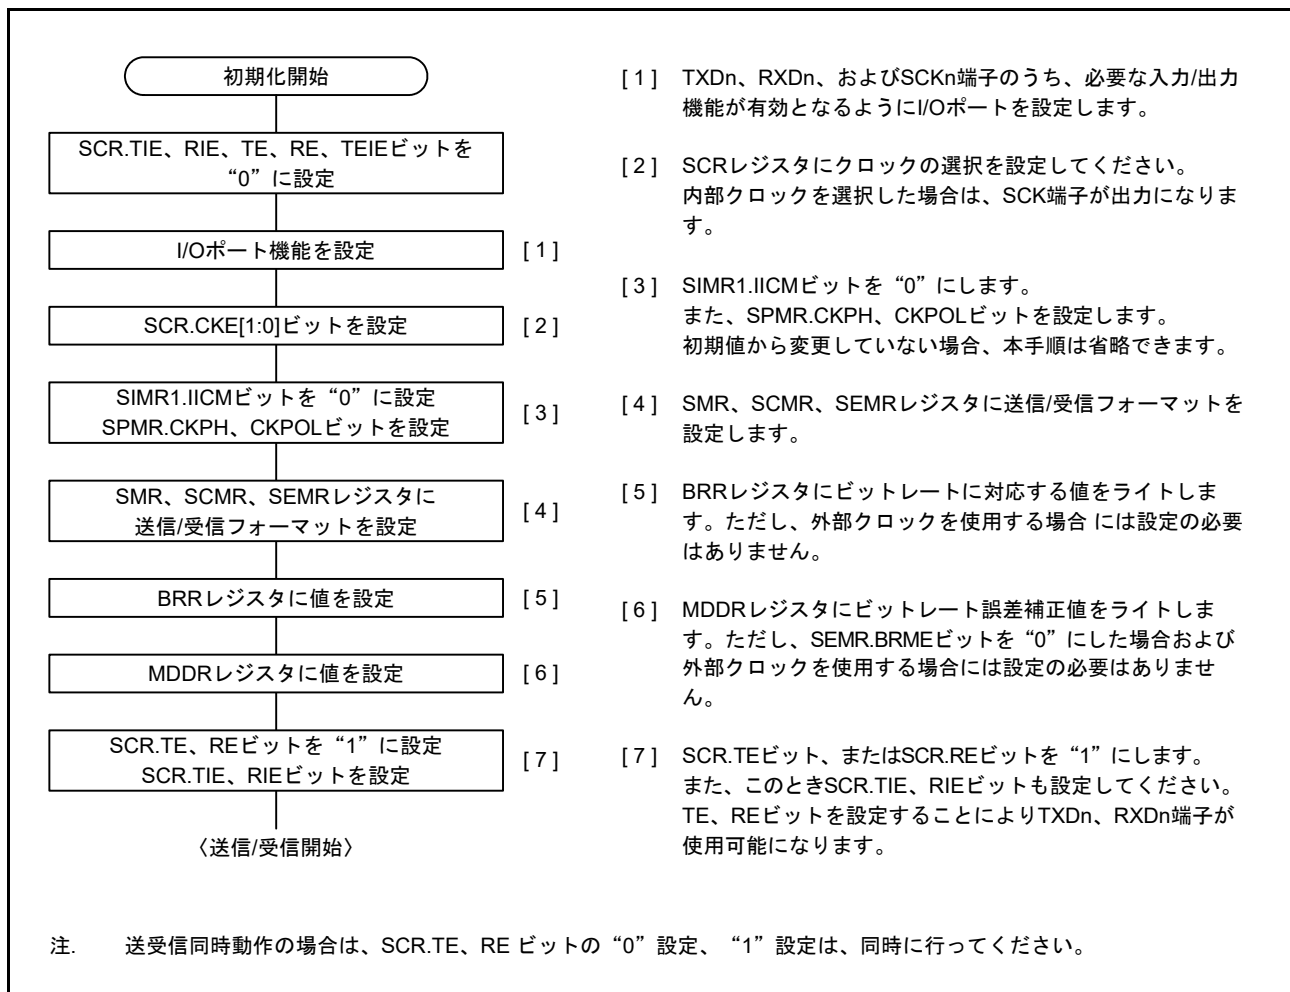 初期化開始
SCR.TIE、RIE、TE、RE、TEIEビットを
“0”に設定
I/Oポート機能を設定
[ 1 ]
SCR.CKE[1:0]ビットを設定
[ 2 ]
SIMR1.IICMビットを“0”に設定
SPMR.CKPH、CKPOLビットを設定
[ 3 ]
SMR、SCMR、SEMRレジスタに
送信/受信フォーマットを設定
[ 4 ]
BRRレジスタに値を設定
[ 5 ]
MDDRレジスタに値を設定
[ 6 ]
SCR.TE、REビットを“1”に設定
SCR.TIE、RIEビットを設定
[ 7 ]
〈送信/受信開始〉
[ 1 ] TXDn、RXDn、およびSCKn端子のうち、必要な入力/出力
機能が有効となるようにI/Oポートを設定します。
[ 2 ] SCRレジスタにクロックの選択を設定してください。
内部クロックを選択した場合は、SCK端子が出力になりま
す。
[ 3 ] SIMR1.IICMビットを“0”にします。
また、SPMR.CKPH、CKPOLビットを設定します。
初期値から変更していない場合、本手順は省略できます。
[ 4 ] SMR、SCMR、SEMRレジスタに送信/受信フォーマットを
設定します。
[ 5 ] BRRレジスタにビットレートに対応する値をライトしま
す。ただし、外部クロックを使用する場合 には設定の必要
はありません。
[ 6 ] MDDRレジスタにビットレート誤差補正値をライトしま
す。ただし、SEMR.BRMEビットを“0”にした場合および
外部クロックを使用する場合には設定の必要はありませ
ん。
[ 7 ] SCR.TEビット、またはSCR.REビットを“1”にします。
また、このときSCR.TIE、RIEビットも設定してください。
TE、REビットを設定することによりTXDn、RXDn端子が
使用可能になります。
注. 送受信同時動作の場合は、SCR.TE、RE ビットの“0”設定、“1”設定は、同時に行ってください。